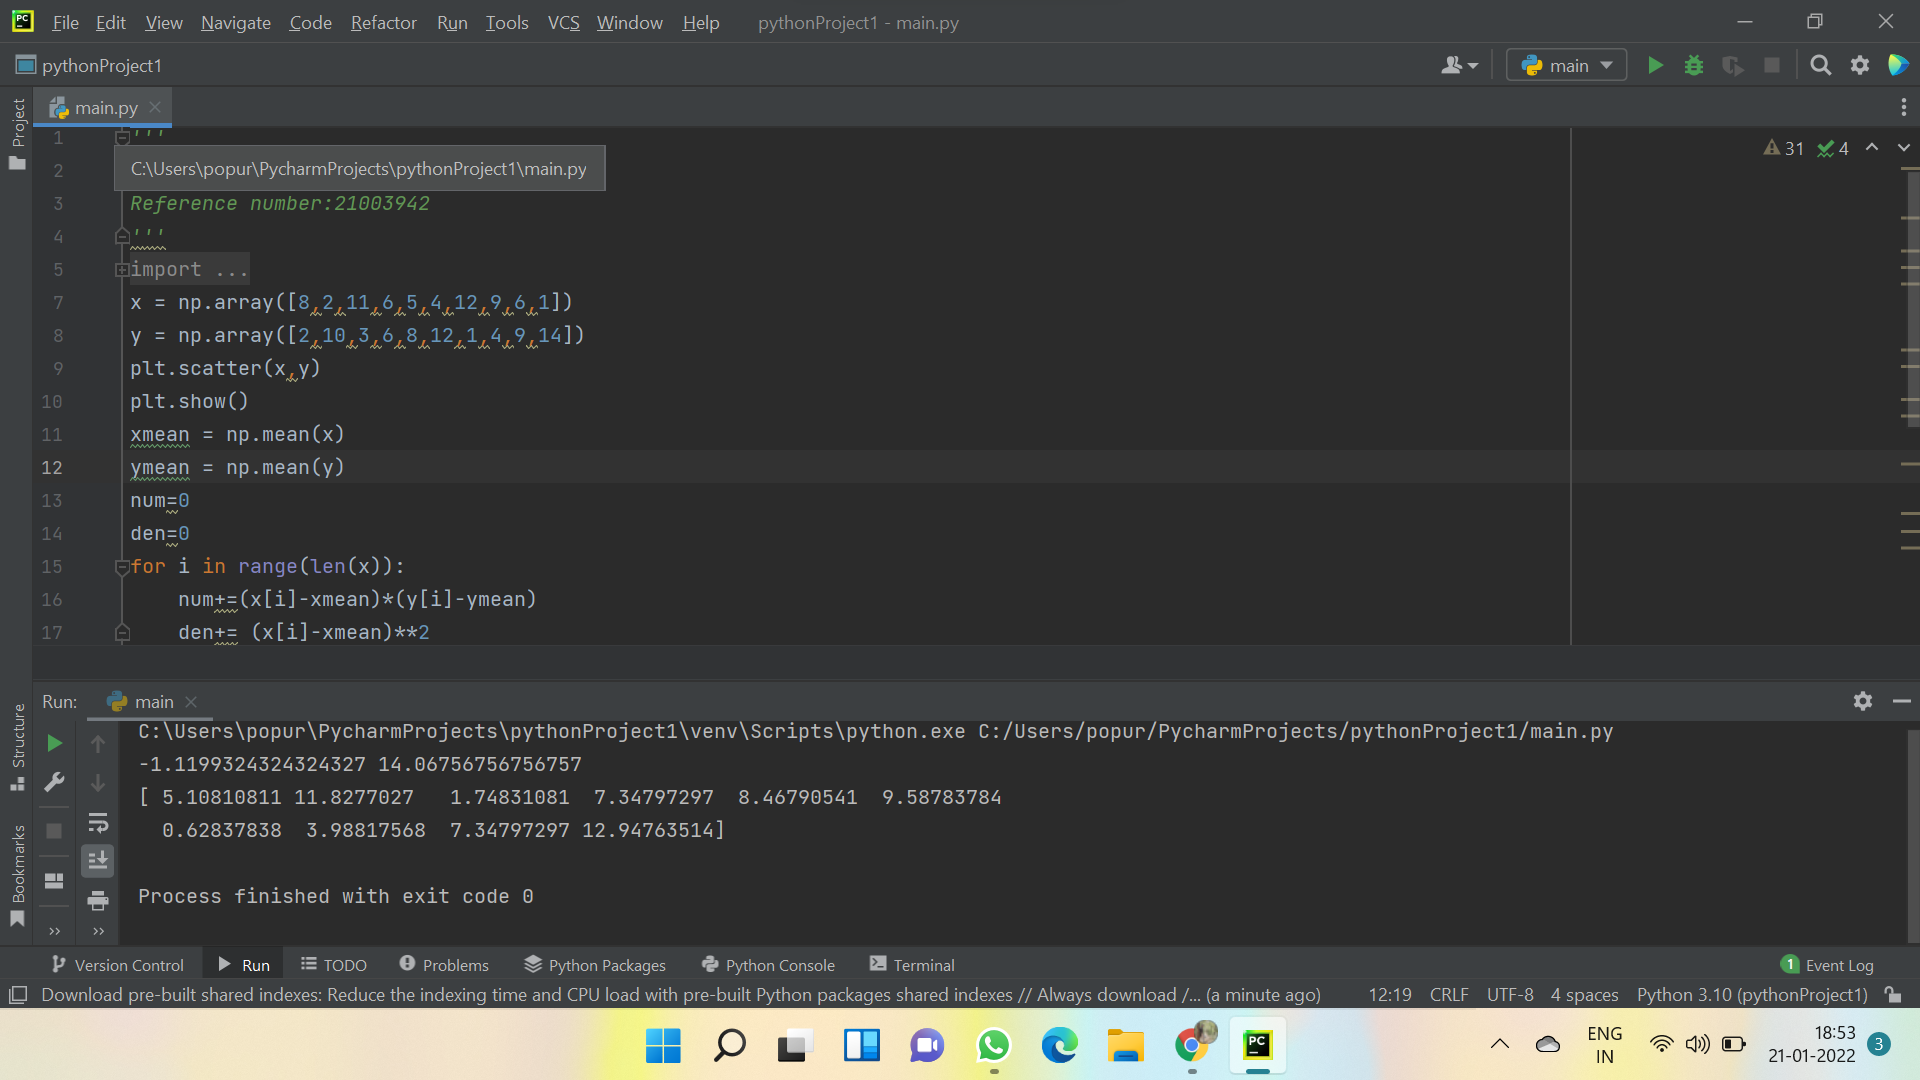 File Edit View Navigate Code Refactor Run Tools VCS Window Help pythonProject1 - main.py
pythonProject1 main
main.py
Project
31 4
1 '''
2
C:\Users\popur\PycharmProjects\pythonProject1\main.py
3 Reference number:21003942
4 '''
5 import ...
7 x = np.array([8,2,11,6,5,4,12,9,6,1])
8 y = np.array([2,10,3,6,8,12,1,4,9,14])
9 plt.scatter(x,y)
10 plt.show()
11 xmean = np.mean(x)
12 ymean = np.mean(y)
13 num=0
14 den=0
15 for i in range(len(x)):
16 num+=(x[i]-xmean)*(y[i]-ymean)
17 den+= (x[i]-xmean)**2
Run: main
Structure
Bookmarks
C:\Users\popur\PycharmProjects\pythonProject1\venv\Scripts\python.exe C:/Users/popur/PycharmProjects/pythonProject1/main.py
-1.1199324324324327 14.06756756756757
[ 5.10810811 11.8277027 1.74831081 7.34797297 8.46790541 9.58783784
0.62837838 3.98817568 7.34797297 12.94763514]
Process finished with exit code 0
Version Control Run TODO Problems Python Packages Python Console Terminal 1 Event Log
Download pre-built shared indexes: Reduce the indexing time and CPU load with pre-built Python packages shared indexes // Always download /... (a minute ago) 12:19 CRLF UTF-8 4 spaces Python 3.10 (pythonProject1)
PC
ENG
IN
18:53
21-01-2022
3